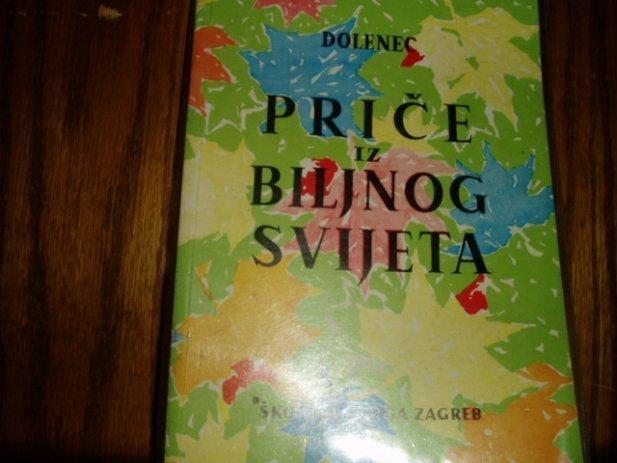 DOLENEC
PRIČE
IZ
BILJNOG
SVIJETA
ZAGREB